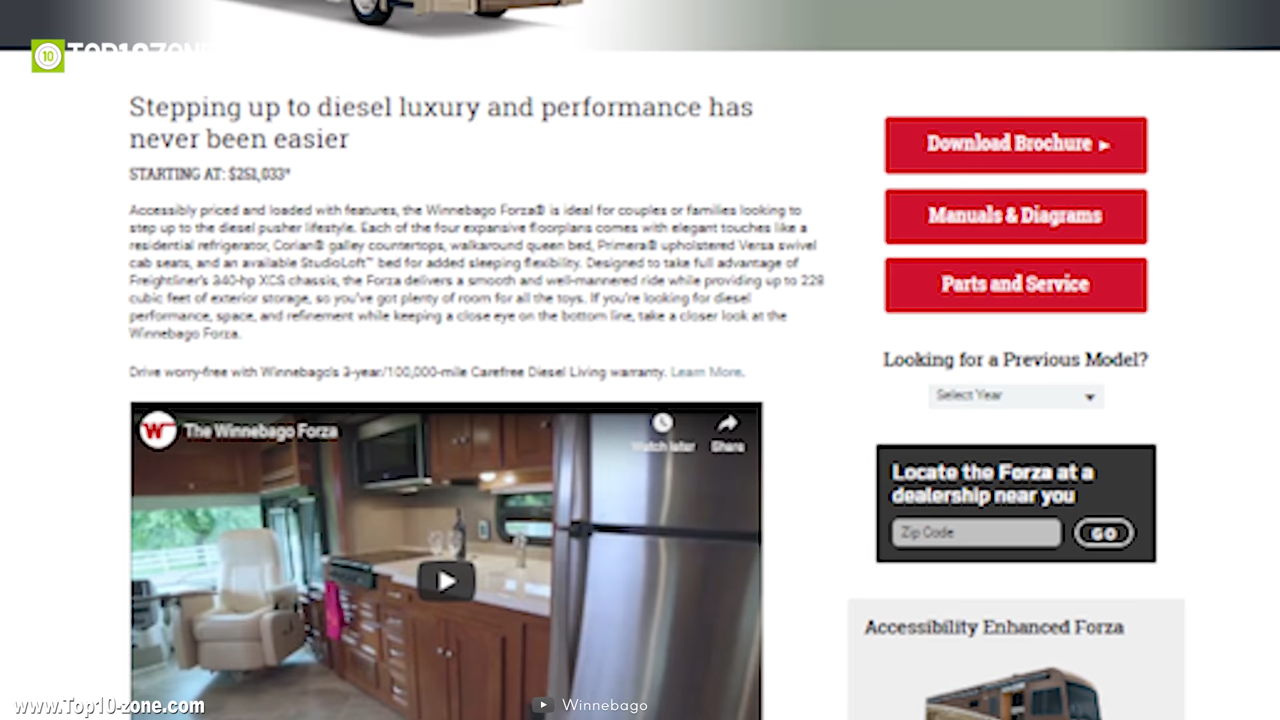 10 TOP10ZONE
Stepping up to diesel luxury and performance has
never been easier
STARTING AT: $251,033*
Accessibly priced and loaded with features, the Winnebago Forza® is ideal for couples or families looking to
step up to the diesel pusher lifestyle. Each of the four expansive floorplans comes with elegant touches like a
residential refrigerator, Corian® galley countertops, walkaround queen bed, Primera® upholstered Versa swivel
cab seats, and an available StudioLoft™ bed for added sleeping flexibility. Designed to take full advantage of
Freightliner's 340-hp XCS chassis, the Forza delivers a smooth and well-mannered ride while providing up to 228
cubic feet of exterior storage, so you've got plenty of room for all the toys. If you're looking for diesel
performance, space, and refinement while keeping a close eye on the bottom line, take a closer look at the
Winnebago Forza.
Drive worry-free with Winnebago's 3-year/100,000-mile Carefree Diesel Living warranty. Learn More.
W The Winnebago Forza
Watch later
Share
Download Brochure ►
Manuals & Diagrams
Parts and Service
Looking for a Previous Model?
Select Year
Locate the Forza at a
dealership near you
Zip Code
GO
Accessibility Enhanced Forza
www.Top10-zone.com
Winnebago